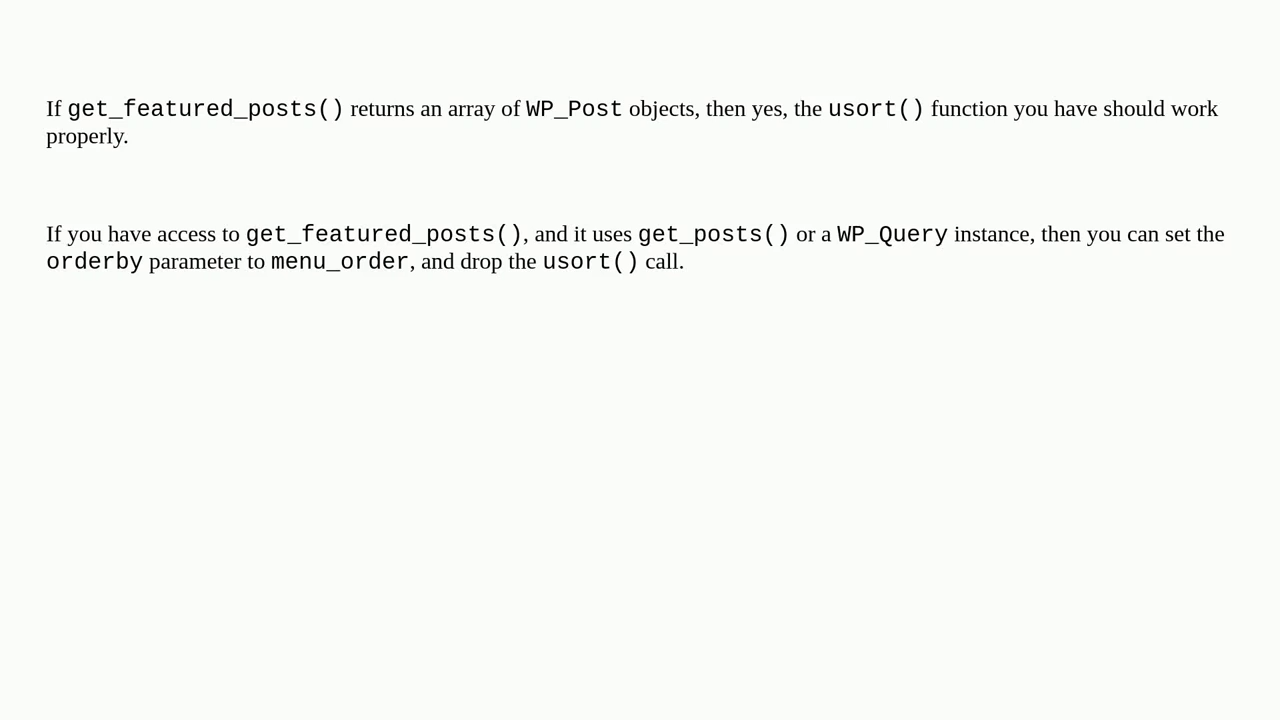 If get_featured_posts() returns an array of WP_Post objects, then yes, the usort() function you have should work
properly.
If you have access to get_featured_posts(), and it uses get_posts() or a WP_Query instance, then you can set the
orderby parameter to menu_order, and drop the usort() call.